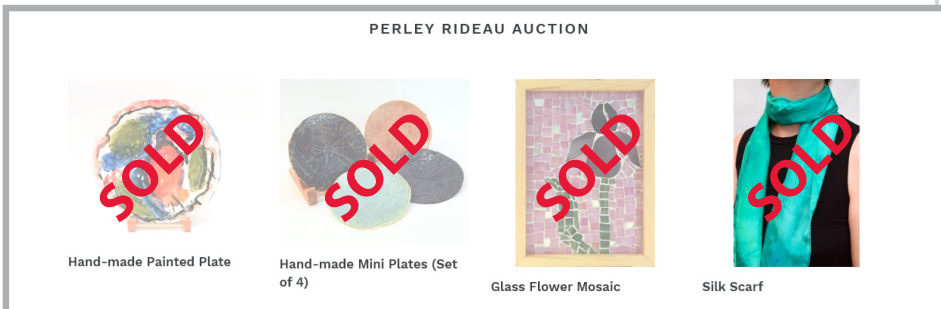 PERLEY RIDEAU AUCTION
SOLD
SOLD
SOLD
SOLD
Hand-made Painted Plate
Hand-made Mini Plates (Set
of 4)
Glass Flower Mosaic
Silk Scarf